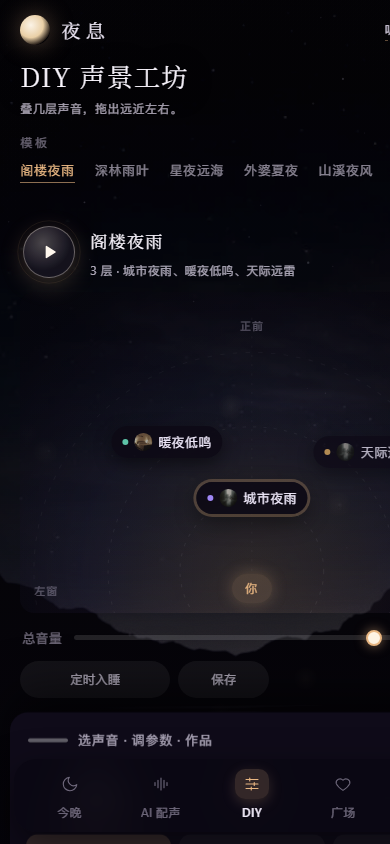 夜息
DIY 声景工坊
叠几层声音，拖出远近左右。
模板
阁楼夜雨 深林雨叶 星夜远海 外婆夏夜 山溪夜风
阁楼夜雨
3 层 · 城市夜雨、暖夜低鸣、天际远雷
正前
暖夜低鸣
天际
城市夜雨
左窗
你
总音量
定时入睡 保存
选声音 · 调参数 · 作品
今晚 AI 配声 DIY 广场